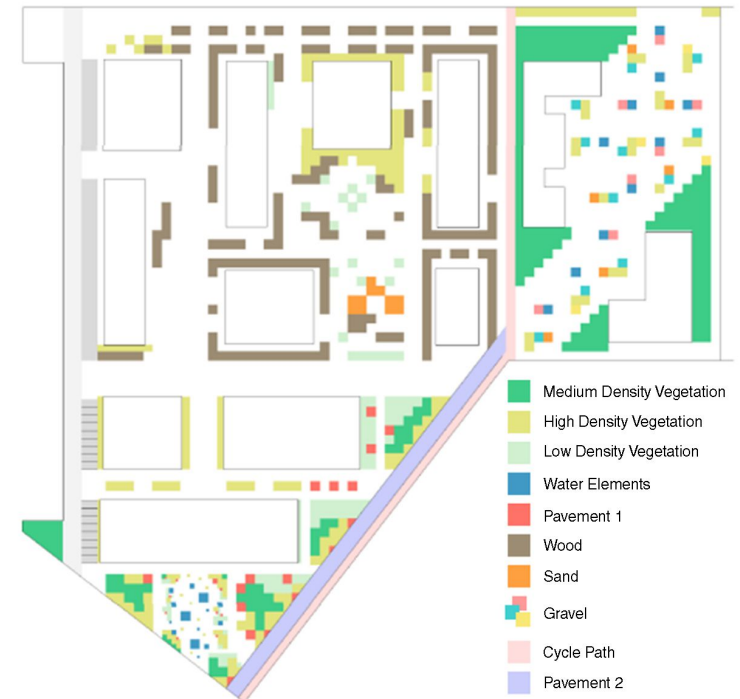 Medium Density Vegetation
High Density Vegetation
Low Density Vegetation
Water Elements
Pavement 1
Wood
Sand
Gravel
Cycle Path
Pavement 2